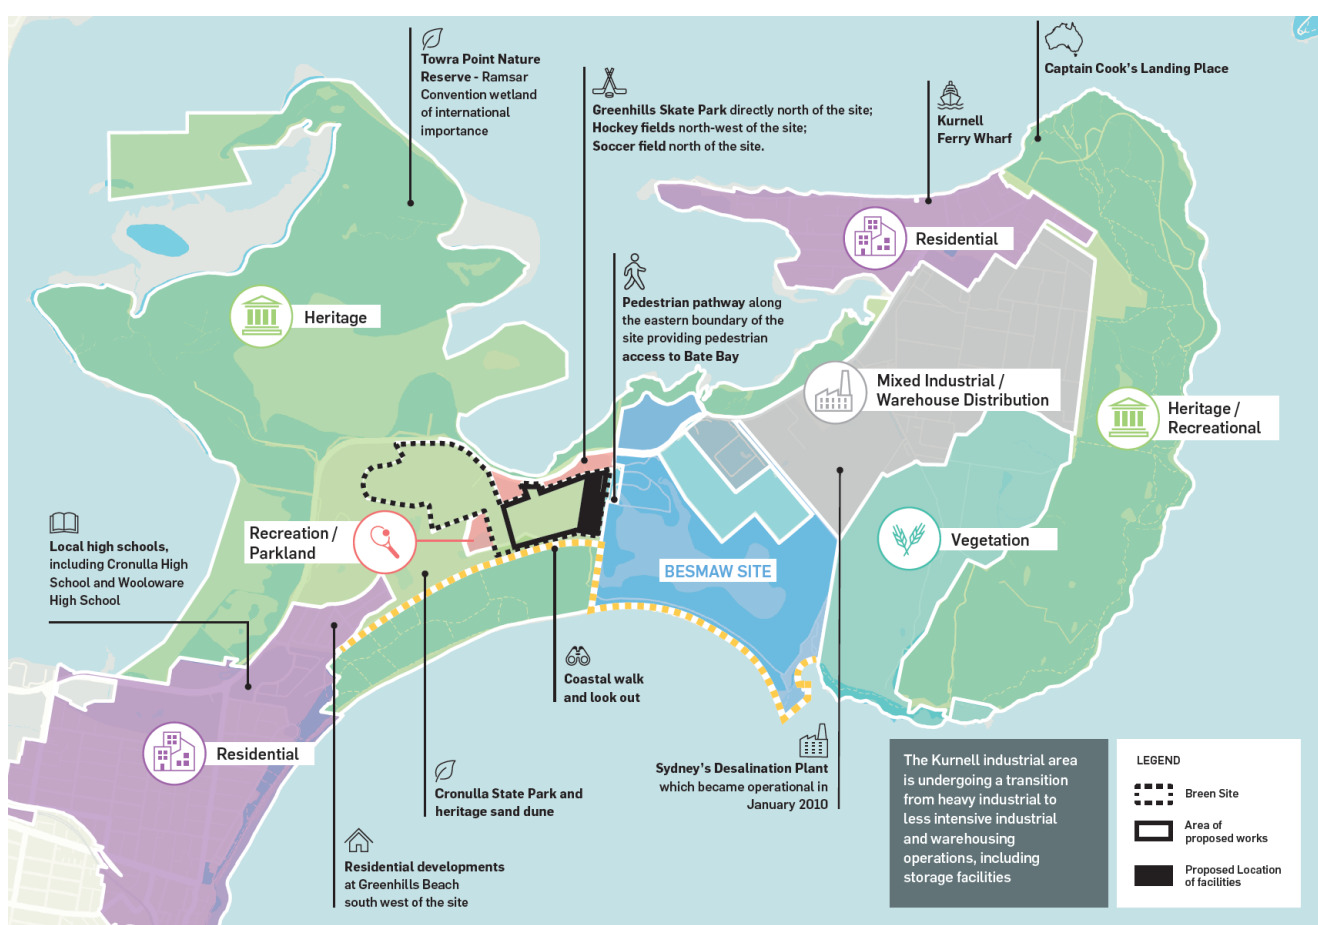 Towra Point Nature
Reserve - Ramsar
Convention wetland
of international
importance
Greenhills Skate Park directly north of the site;
Hockey fields north-west of the site;
Soccer field north of the site.
Kurnell
Ferry Wharf
Captain Cook's Landing Place
Residential
Pedestrian pathway along
the eastern boundary of the
site providing pedestrian
access to Bate Bay
Heritage
Mixed Industrial /
Warehouse Distribution
Heritage /
Recreational
Recreation /
Parkland
Local high schools,
including Cronulla High
School and Wooloware
High School
BESMAW SITE
Vegetation
Coastal walk
and look out
Residential
Sydney's Desalination Plant
which became operational in
January 2010
Cronulla State Park and
heritage sand dune
Residential developments
at Greenhills Beach
south west of the site
The Kurnell industrial area
is undergoing a transition
from heavy industrial to
less intensive industrial
and warehousing
operations, including
storage facilities
LEGEND
Breen Site
Area of
proposed works
Proposed Location
of facilities